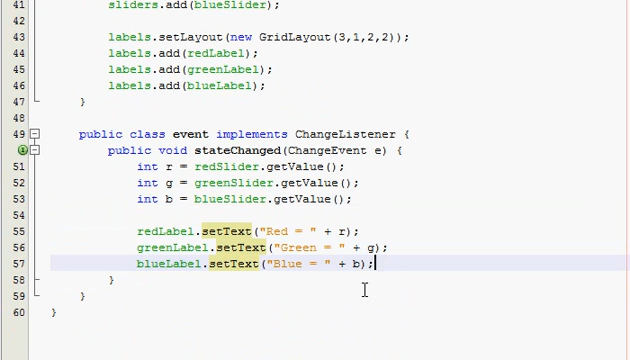 41 sliders.add(blueSlider);
42
43 labels.setLayout(new GridLayout(3,1,2,2));
44 labels.add(redLabel);
45 labels.add(greenLabel);
46 labels.add(blueLabel);
47 }
48
49 public class event implements ChangeListener {
public void stateChanged(ChangeEvent e) {
51 int r = redSlider.getValue();
52 int g = greenSlider.getValue();
53 int b = blueSlider.getValue();
54
55 redLabel.setText("Red = " + r);
56 greenLabel.setText("Green = " + g);
57 blueLabel.setText("Blue = " + b);
58 }
59 }
60 }